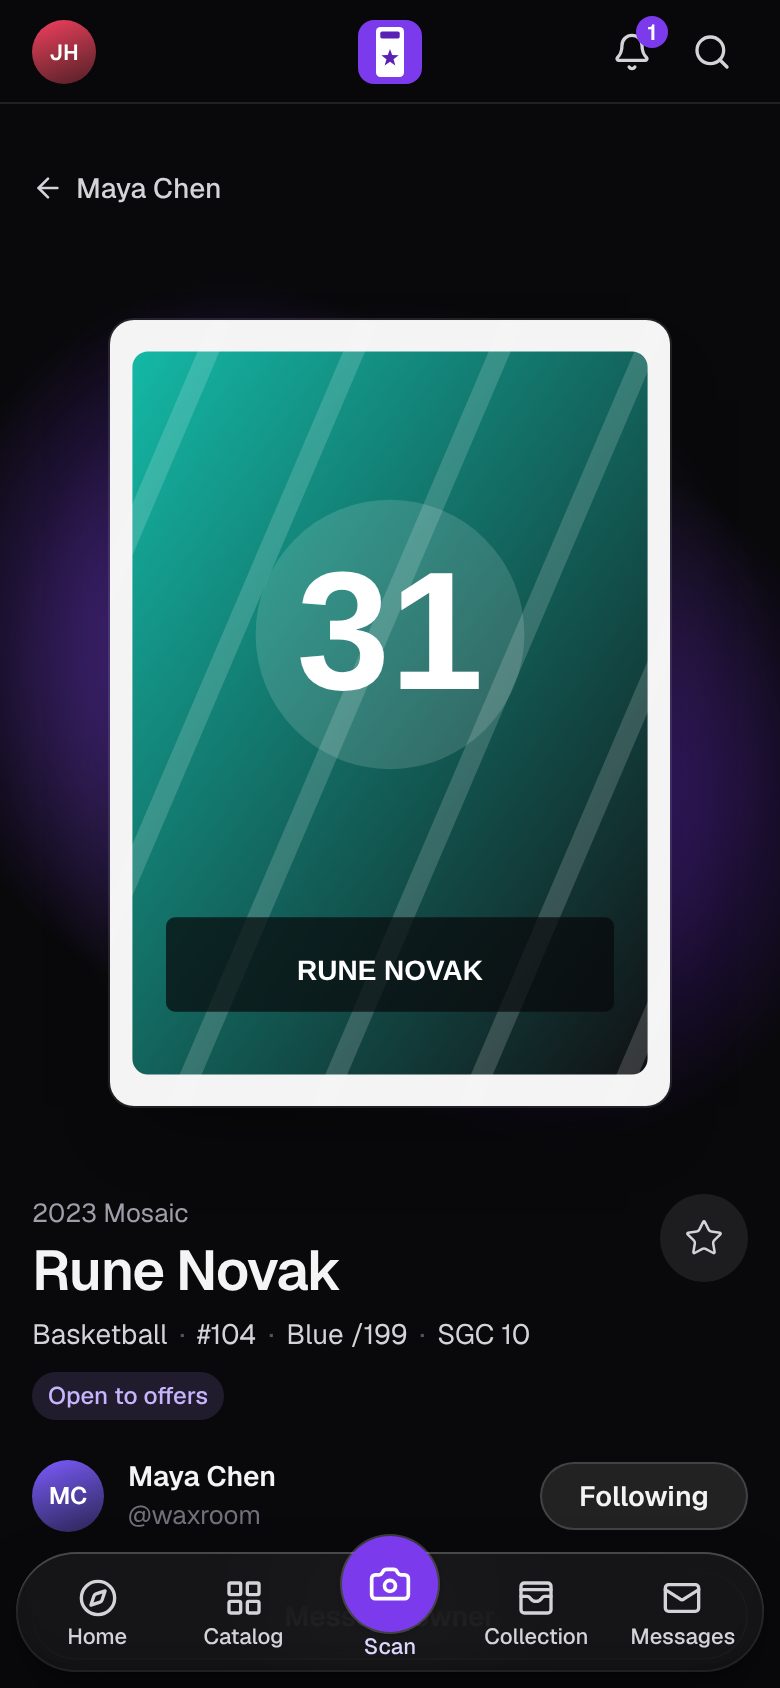 JH
1
Maya Chen
31
RUNE NOVAK
2023 Mosaic
Rune Novak
Basketball · #104 · Blue /199 · SGC 10
Open to offers
MC
Maya Chen
@waxroom
Following
Home
Catalog
Scan
Collection
Messages